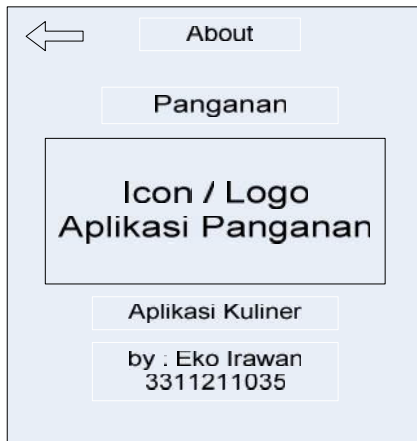 About
Panganan
Icon / Logo
Aplikasi Panganan
Aplikasi Kuliner
by : Eko Irawan
3311211035